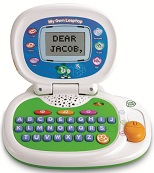 My Own Leaptop
DEAR
JACOB,
A B C D E F G H I
J K L M N O P Q R
S T U V W X Y Z